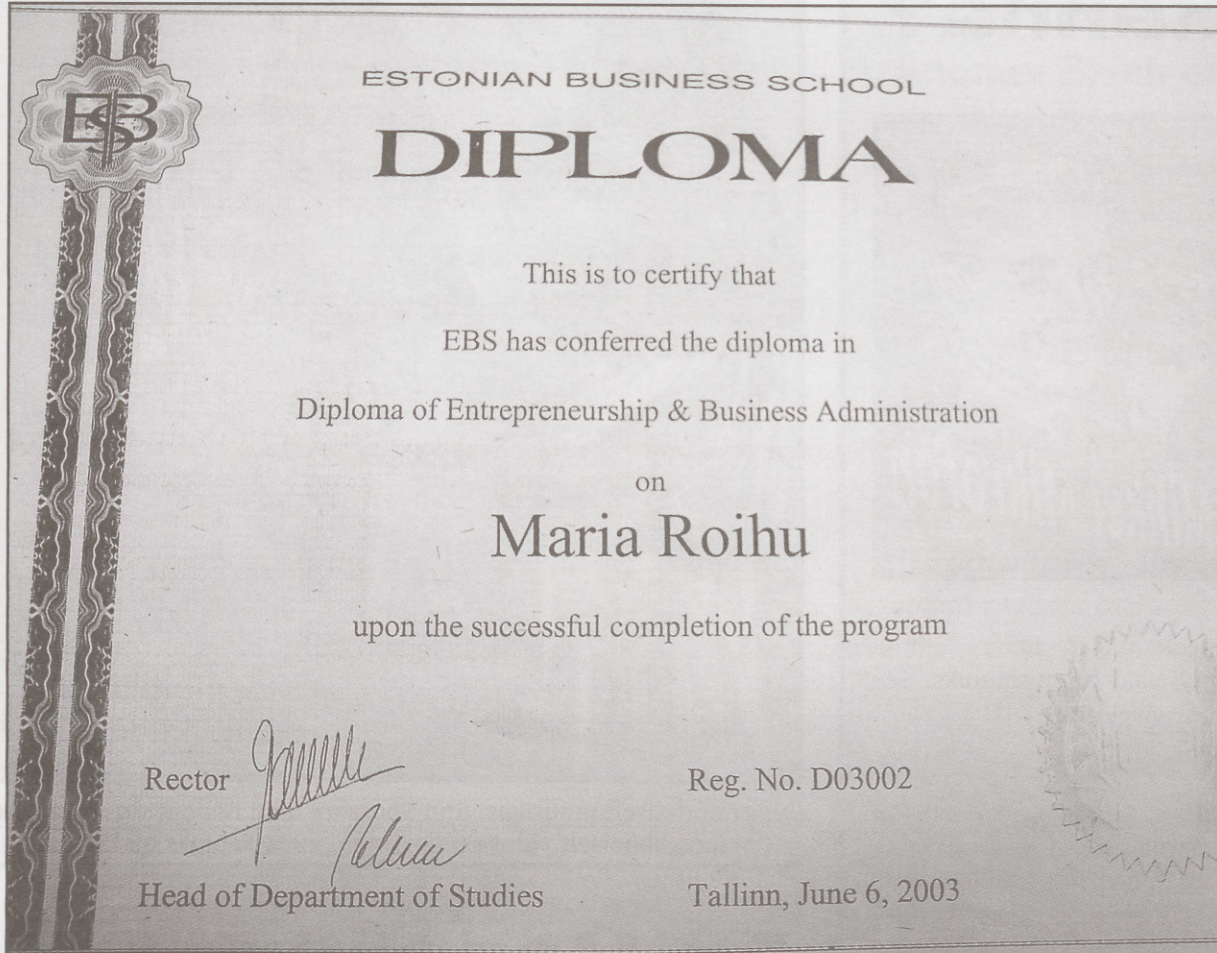 EBS
ESTONIAN BUSINESS SCHOOL
DIPLOMA
This is to certify that
EBS has conferred the diploma in
Diploma of Entrepreneurship & Business Administration
on
Maria Roihu
upon the successful completion of the program
Rector
Reg. No. D03002
Head of Department of Studies
Tallinn, June 6, 2003